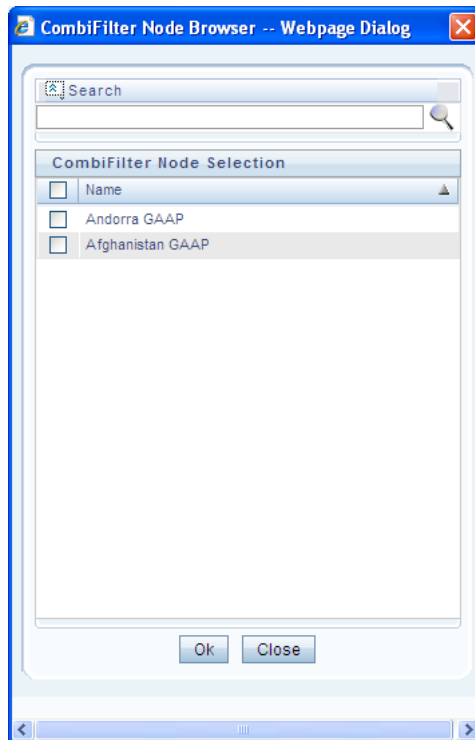 CombiFilter Node Browser -- Webpage Dialog
Search
CombiFilter Node Selection
Name
Andorra GAAP
Afghanistan GAAP
Ok Close